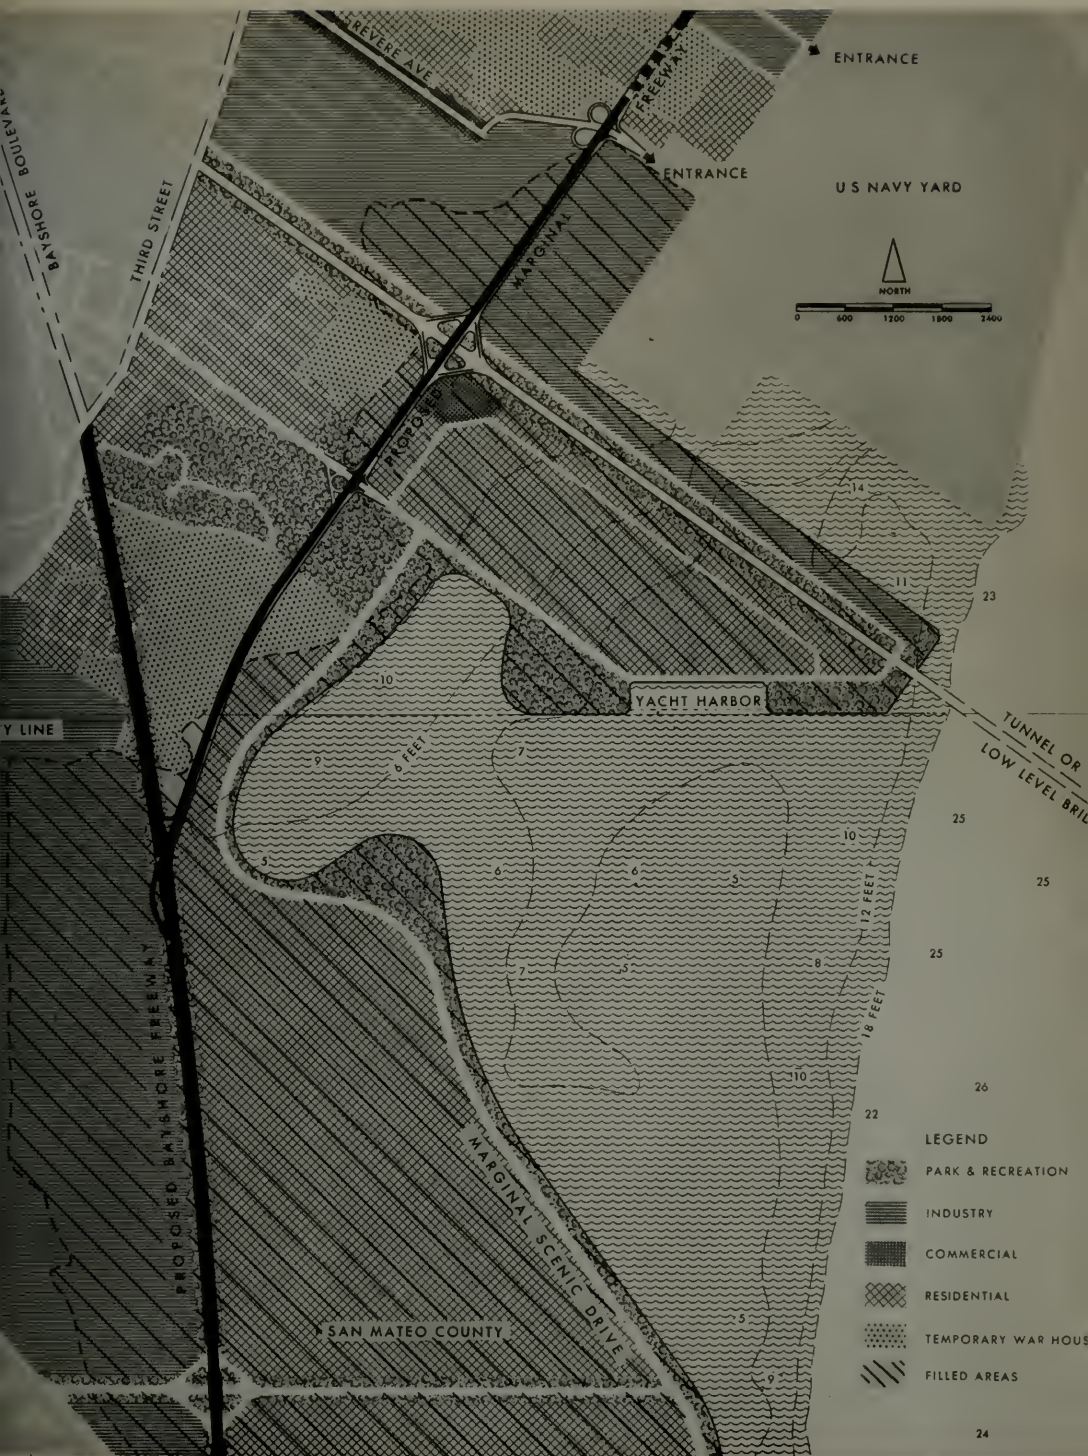 REVERE AVE
FREEWAY
ENTRANCE
BAYSHORE BOULEVARD
THIRD STREET
ENTRANCE
U S NAVY YARD
MARGINAL
NORTH
0 600 1200 1800 2400
PROPOSED
14
11
23
10
YACHT HARBOR
Y LINE
TUNNEL OR
LOW LEVEL BRID
9
6 FEET
7
25
10
5
6
6
5
25
12 FEET
7
5
8
25
18 FEET
PROPOSED BAYSHORE FREEWAY
10
26
22
MARGINAL SCENIC DRIVE
LEGEND
PARK & RECREATION
INDUSTRY
COMMERCIAL
RESIDENTIAL
TEMPORARY WAR HOUS
FILLED AREAS
5
SAN MATEO COUNTY
9
24